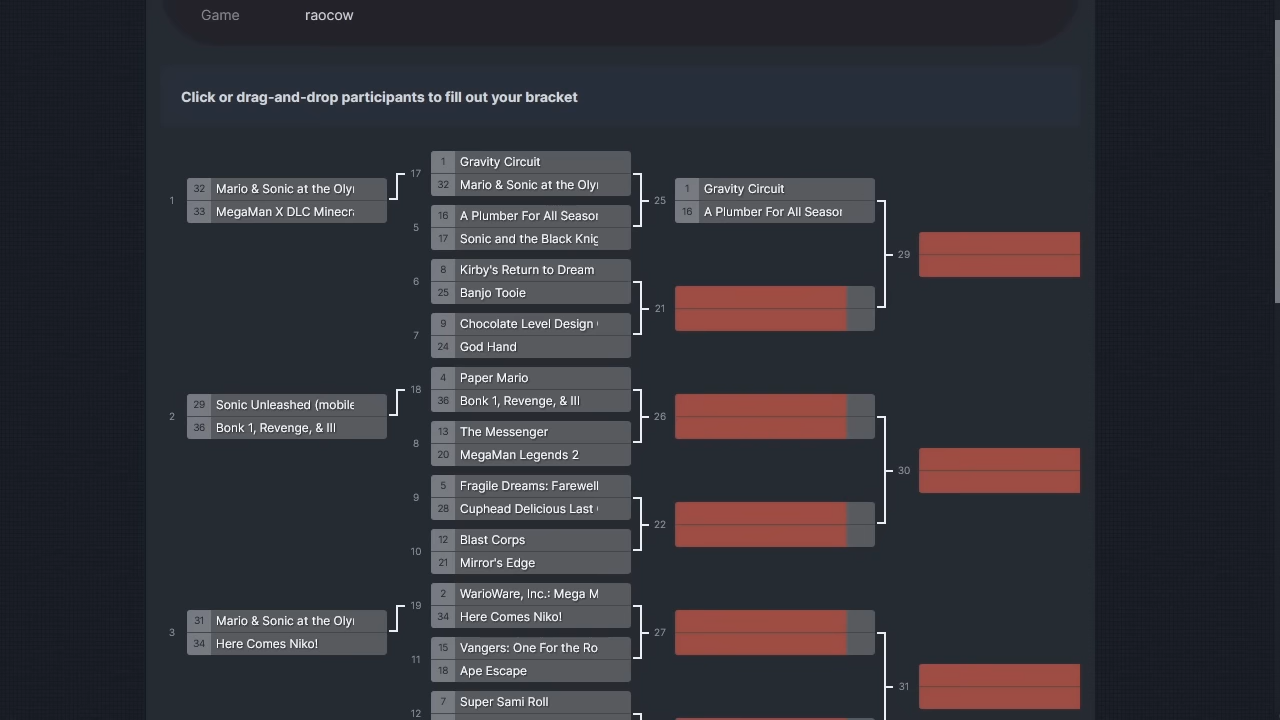 Game raocow
Click or drag-and-drop participants to fill out your bracket
1
32 Mario & Sonic at the Oly
33 MegaMan X DLC Minecr
2
29 Sonic Unleashed (mobile
36 Bonk 1, Revenge, & III
3
31 Mario & Sonic at the Oly
34 Here Comes Niko!
17
1 Gravity Circuit
32 Mario & Sonic at the Oly
5
16 A Plumber For All Season
17 Sonic and the Black Knig
6
8 Kirby's Return to Dream
25 Banjo Tooie
7
9 Chocolate Level Design
24 God Hand
18
4 Paper Mario
36 Bonk 1, Revenge, & III
8
13 The Messenger
20 MegaMan Legends 2
9
5 Fragile Dreams: Farewell
28 Cuphead Delicious Last
10
12 Blast Corps
21 Mirror's Edge
19
2 WarioWare, Inc.: Mega M
34 Here Comes Niko!
11
15 Vangers: One For the Ro
18 Ape Escape
12
7 Super Sami Roll
25
1 Gravity Circuit
16 A Plumber For All Season
21
26
22
27
29
30
31